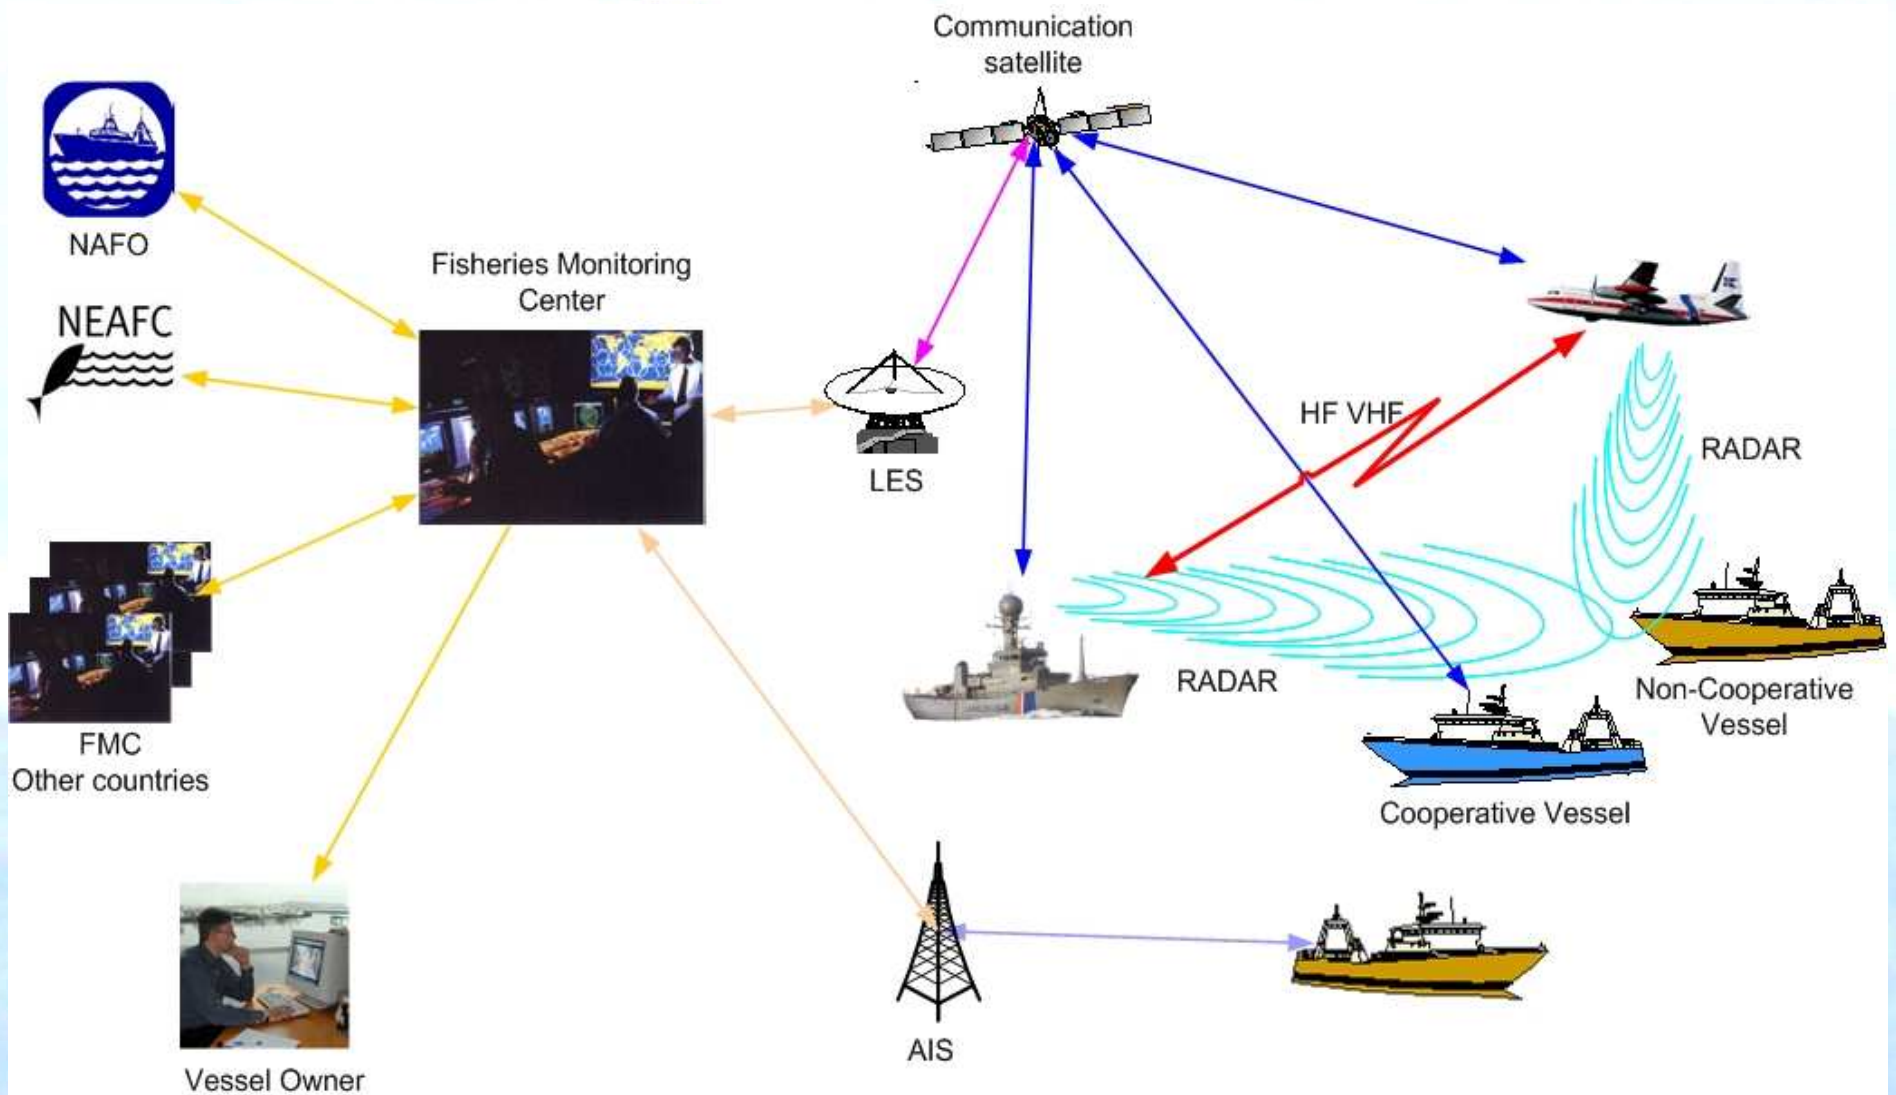 Communication
satellite
NAFO
Fisheries Monitoring
Center
NEAFC
HF VHF
RADAR
LES
RADAR
Non-Cooperative
Vessel
FMC
Other countries
Cooperative Vessel
AIS
Vessel Owner